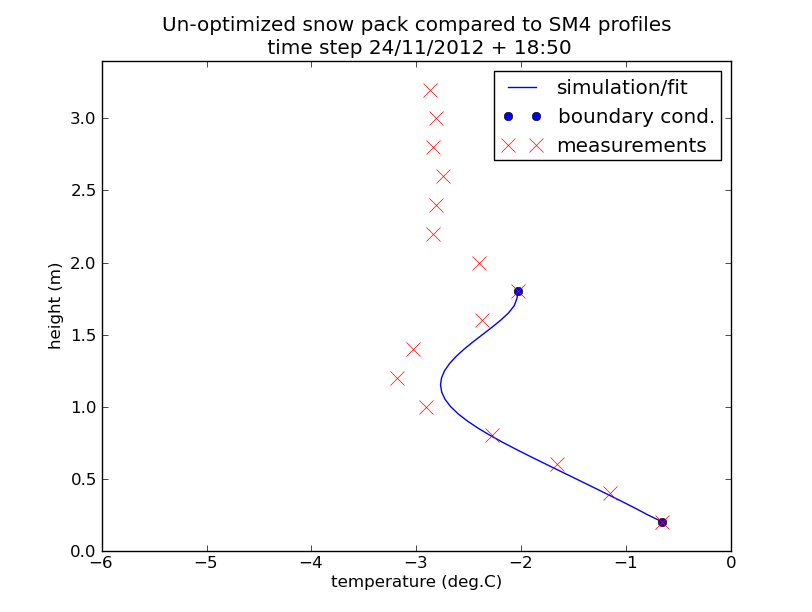 Un-optimized snow pack compared to SM4 profiles
time step 24/11/2012 + 18:50
simulation/fit
boundary cond.
measurements
3.0
2.5
2.0
1.5
1.0
0.5
0.0
height (m)
−6 −5 −4 −3 −2 −1 0
temperature (deg.C)